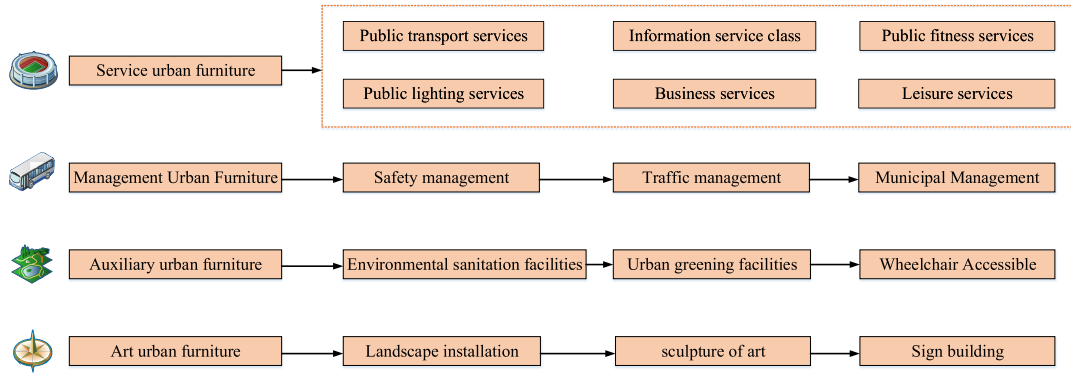 Public transport services
Information service class
Public fitness services
Service urban furniture
Public lighting services
Business services
Leisure services
Management Urban Furniture
Safety management
Traffic management
Municipal Management
Auxiliary urban furniture
Environmental sanitation facilities
Urban greening facilities
Wheelchair Accessible
Art urban furniture
Landscape installation
sculpture of art
Sign building